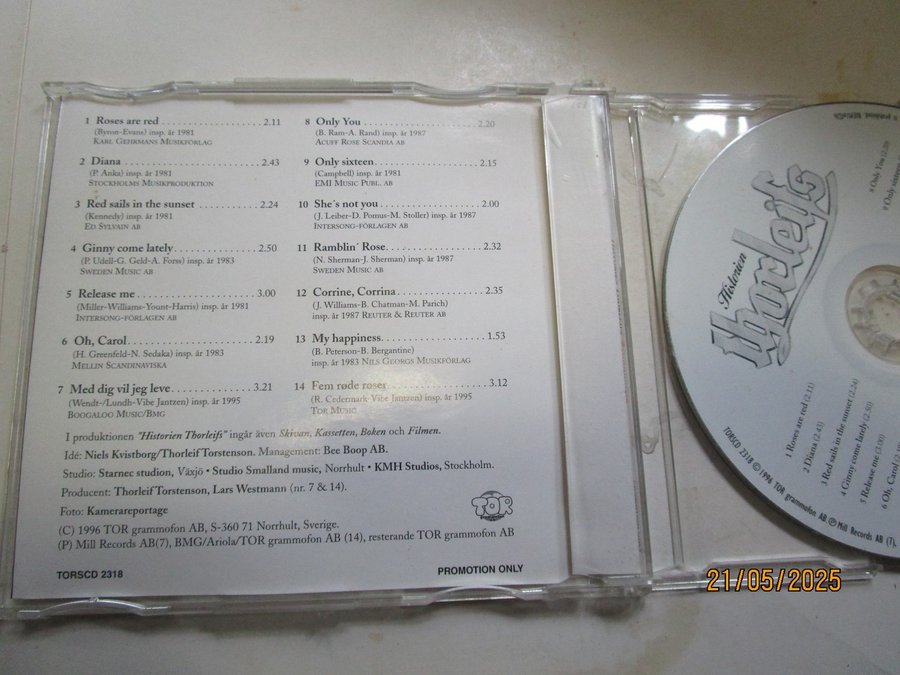 1 Roses are red ........................ 2.11
(Byron-Evans) insp. år 1981
Karl Gehrmans Musikförlag
2 Diana ........................ 2.43
(P. Anka) insp. år 1981
Stockholms Musikproduktion
3 Red sails in the sunset ........ 2.24
(Kennedy) insp. år 1981
Ed Sylvain AB
4 Ginny come lately ............ 2.50
(P. Udell-G. Geld-A. Forss) insp. år 1983
Sweden Music AB
5 Release me ........................ 3.00
(Miller-Williams-Yount-Harris) insp. år 1981
Intersong-förlagen AB
6 Oh, Carol ........................ 2.19
(H. Greenfeld-N. Sedaka) insp. år 1983
Mellin Scandinaviska
7 Med dig vil jeg leve ............ 3.21
(Wendt-/Lundh-Vibe Jantzen) insp. år 1995
Boogaloo Music/BMG
8 Only You ........................ 2.20
(B. Ram-A. Rand) insp. år 1987
Acuff Rose Scandia AB
9 Only sixteen ........................ 2.15
(Campbell) insp. år 1981
EMI Music Publ. AB
10 She´s not you ........................ 2.00
(J. Leiber-D. Pomus-M. Stoller) insp. år 1987
Intersong-förlagen AB
11 Ramblin´ Rose ........................ 2.32
(N. Sherman-J. Sherman) insp. år 1987
Sweden Music AB
12 Corrine, Corrina ............ 2.35
(J. Williams-B. Chatman-M. Parich)
insp. år 1987 Reuter & Reuter AB
13 My happiness ........................ 1.53
(B. Peterson-B. Bergantine)
insp. år 1983 Nils Georgs Musikförlag
14 Fem røde roser ............ 3.12
(R. Cedermark-Vibe Jantzen) insp. år 1995
Tor Music
I produktionen "Historien Thorleifs" ingår även Skivan, Kassetten, Boken och Filmen.
Idé: Niels Kvistborg/Thorleif Torstenson. Management: Bee Boop AB.
Studio: Starnec studion, Växjö • Studio Smalland music, Norrhult • KMH Studios, Stockholm.
Producent: Thorleif Torstenson, Lars Westmann (nr. 7 & 14).
Foto: Kamerareportage
TOR
(C) 1996 TOR grammofon AB, S-360 71 Norrhult, Sverige.
(P) Mill Records AB(7), BMG/Ariola/TOR grammofon AB (14), resterande TOR grammofon AB
TORSCD 2318 PROMOTION ONLY
Historien
Thorleifs
8 Only You (2.20)
9 Only sixteen
1 Roses are red (2.11)
2 Diana (2.43)
3 Red sails in the sunset (2.24)
4 Ginny come lately (2.50)
5 Release me (3.00)
6 Oh, Carol
TORSCD 2318 © 1996 TOR grammofon AB ℗ Mill Records AB (7),
21/05/2025